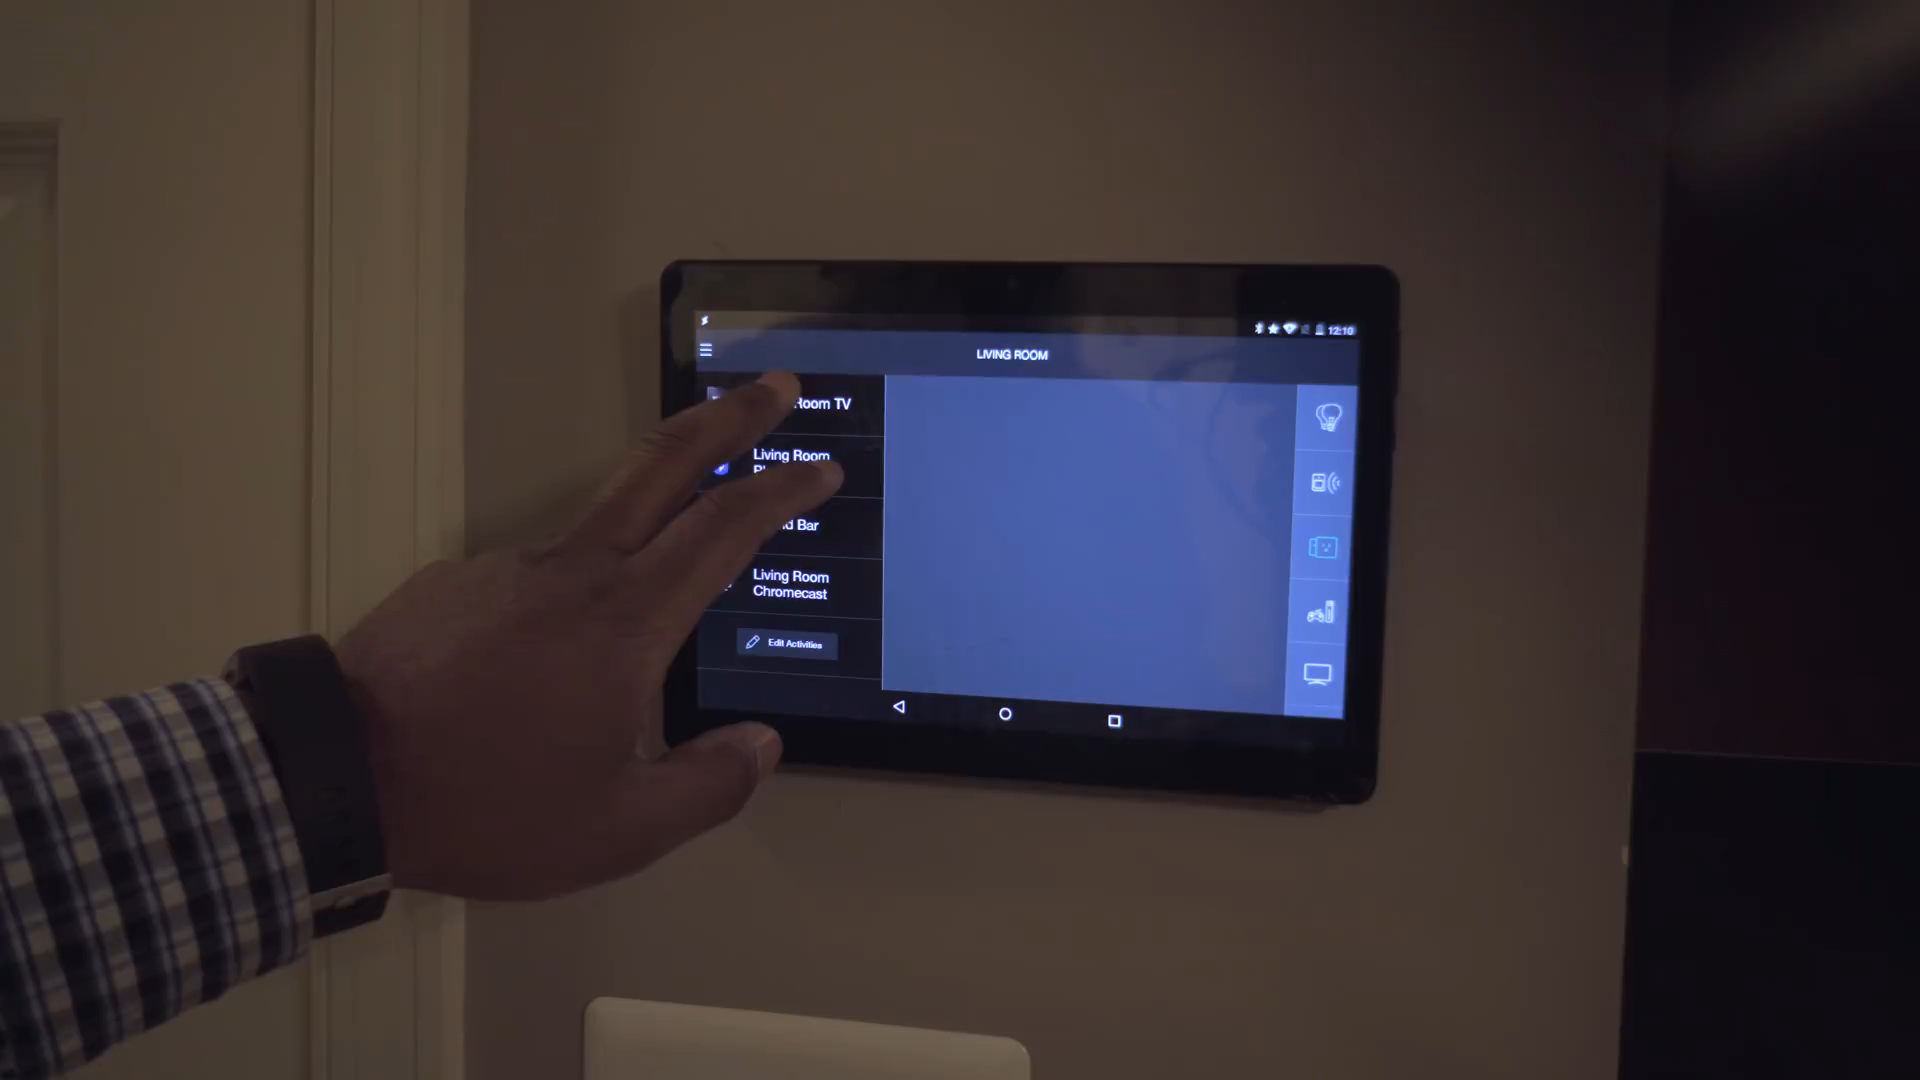 12:10
LIVING ROOM
Room TV
Living Room
Bar
Living Room
Chromecast
Edit Activities